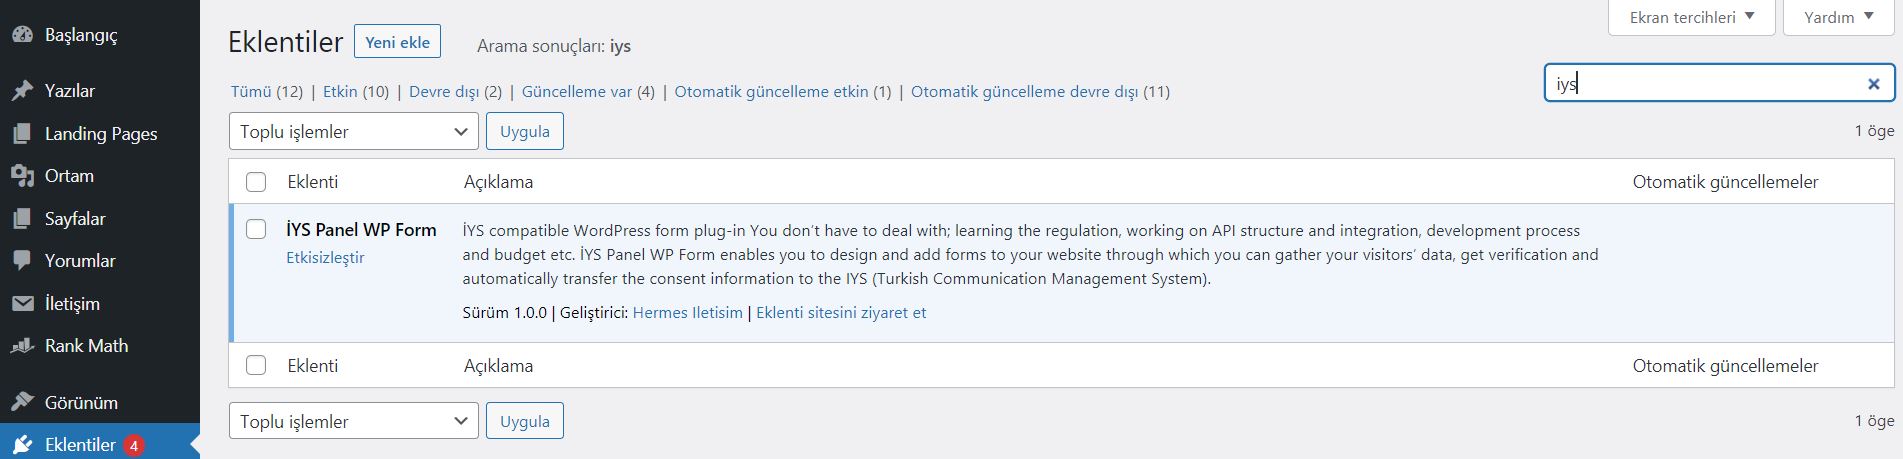 Başlangıç
Yazılar
Landing Pages
Ortam
Sayfalar
Yorumlar
İletişim
Rank Math
Görünüm
Eklentiler 4
Ekran tercihleri
Yardım
Eklentiler Yeni ekle Arama sonuçları: iys
Tümü (12) | Etkin (10) | Devre dışı (2) | Güncelleme var (4) | Otomatik güncelleme etkin (1) | Otomatik güncelleme devre dışı (11)
iys
Toplu işlemler Uygula
1 öge
Eklenti Açıklama Otomatik güncellemeler
İYS Panel WP Form
Etkisizleştir
İYS compatible WordPress form plug-in You don’t have to deal with; learning the regulation, working on API structure and integration, development process
and budget etc. İYS Panel WP Form enables you to design and add forms to your website through which you can gather your visitors’ data, get verification and
automatically transfer the consent information to the IYS (Turkish Communication Management System).
Sürüm 1.0.0 | Geliştirici: Hermes Iletisim | Eklenti sitesini ziyaret et
Eklenti Açıklama Otomatik güncellemeler
Toplu işlemler Uygula
1 öge